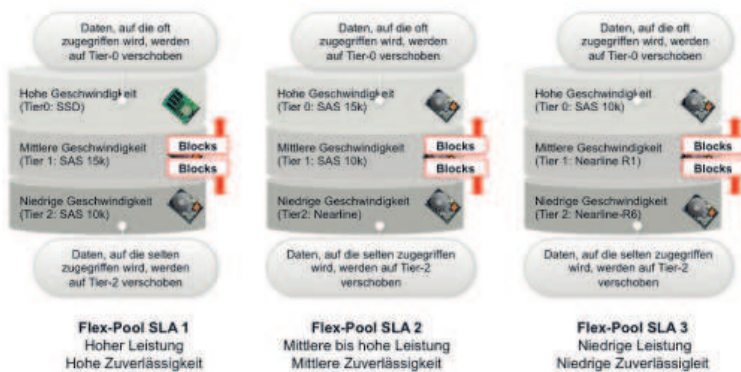 Daten, auf die oft
zugegriffen wird, werden
auf Tier-0 verschoben
Hohe Geschwindigkeit
(Tier0: SSD)
Mittlere Geschwindigkeit
(Tier 1: SAS 15k)
Blocks
Blocks
Niedrige Geschwindigkeit
(Tier 2: SAS 10k)
Daten, auf die selten
zugegriffen wird, werden
auf Tier-2 verschoben
Flex-Pool SLA 1
Hoher Leistung
Hohe Zuverlässigkeit
Daten, auf die oft
zugegriffen wird, werden
auf Tier-0 verschoben
Hohe Geschwindigkeit
(Tier 0: SAS 15k)
Mittlere Geschwindigkeit
(Tier 1: SAS 10k)
Blocks
Blocks
Niedrige Geschwindigkeit
(Tier2: Nearline)
Daten, auf die selten zugegriffen
wird, werden auf Tier-2
verschoben
Flex-Pool SLA 2
Mittlere bis hohe Leistung
Mittlere Zuverlässigkeit
Daten, auf die oft
zugegriffen wird, werden
auf Tier-0 verschoben
Hohe Geschwindigkeit
(Tier 0: SAS 10k)
Mittlere Geschwindigkeit
(Tier 1: Nearline R1)
Blocks
Blocks
Niedrige Geschwindigkeit
(Tier 2: Nearline-R6)
Daten, auf die selten zugegriffen
wird, werden auf Tier-2
verschoben
Flex-Pool SLA 3
Niedrige Leistung
Niedrige Zuverlässigleit